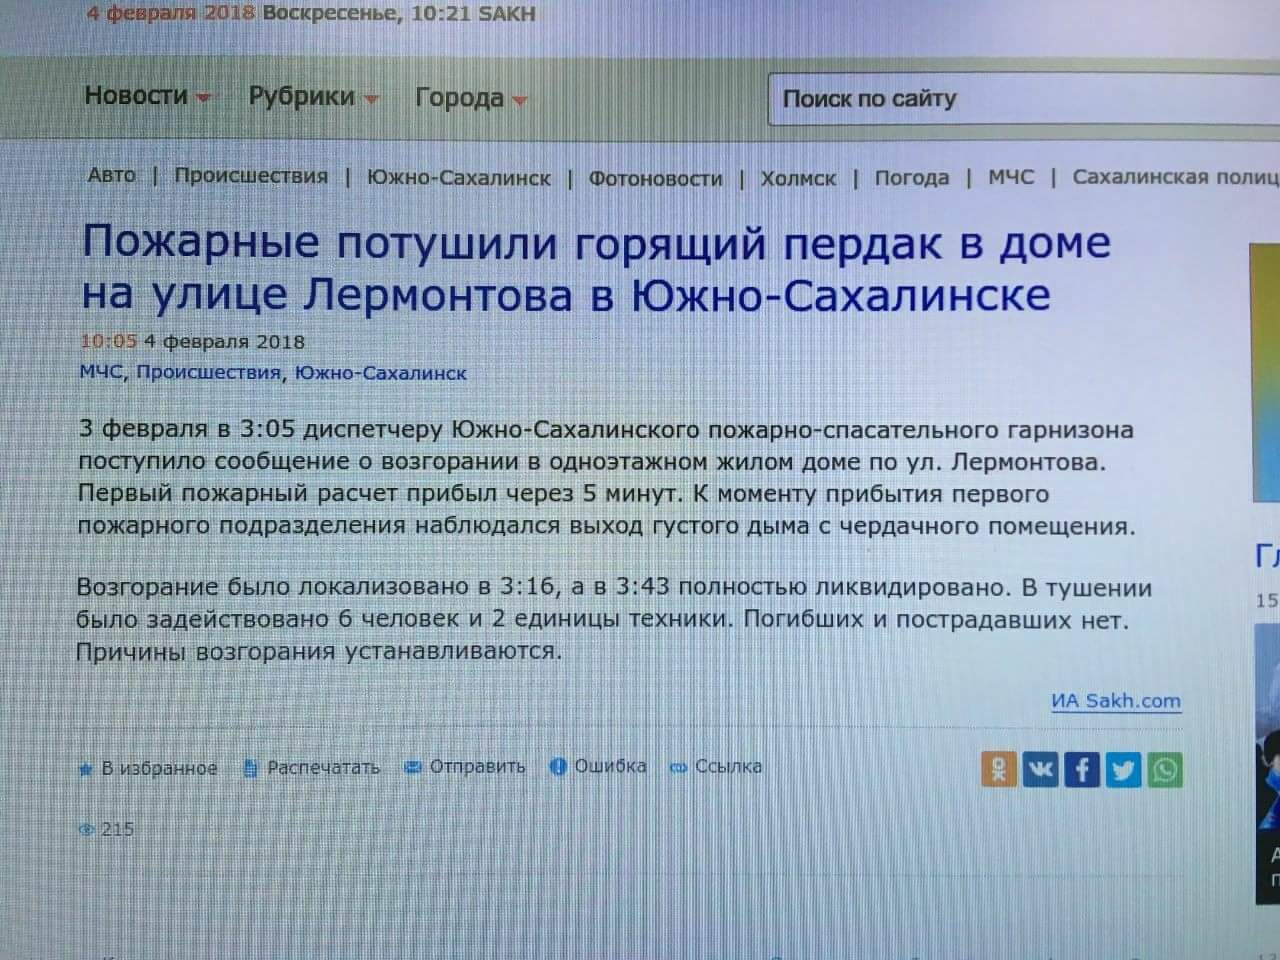 4 февраля 2018 Воскресенье, 10:21 SAKH
Новости Рубрики Города Поиск по сайту
Авто | Происшествия | Южно-Сахалинск | Фотоновости | Холмск | Погода | МЧС | Сахалинская полиц
Пожарные потушили горящий пердак в доме
на улице Лермонтова в Южно-Сахалинске
10:05 4 февраля 2018
МЧС, Происшествия, Южно-Сахалинск
3 февраля в 3:05 диспетчеру Южно-Сахалинского пожарно-спасательного гарнизона
поступило сообщение о возгорании в одноэтажном жилом доме по ул. Лермонтова.
Первый пожарный расчет прибыл через 5 минут. К моменту прибытия первого
пожарного подразделения наблюдался выход густого дыма с чердачного помещения.
Возгорание было локализовано в 3:16, а в 3:43 полностью ликвидировано. В тушении
было задействовано 6 человек и 2 единицы техники. Погибших и пострадавших нет.
Причины возгорания устанавливаются.
ИА Sakh.com
В избранное Распечатать Отправить Ошибка Ссылка
215
Гл
15